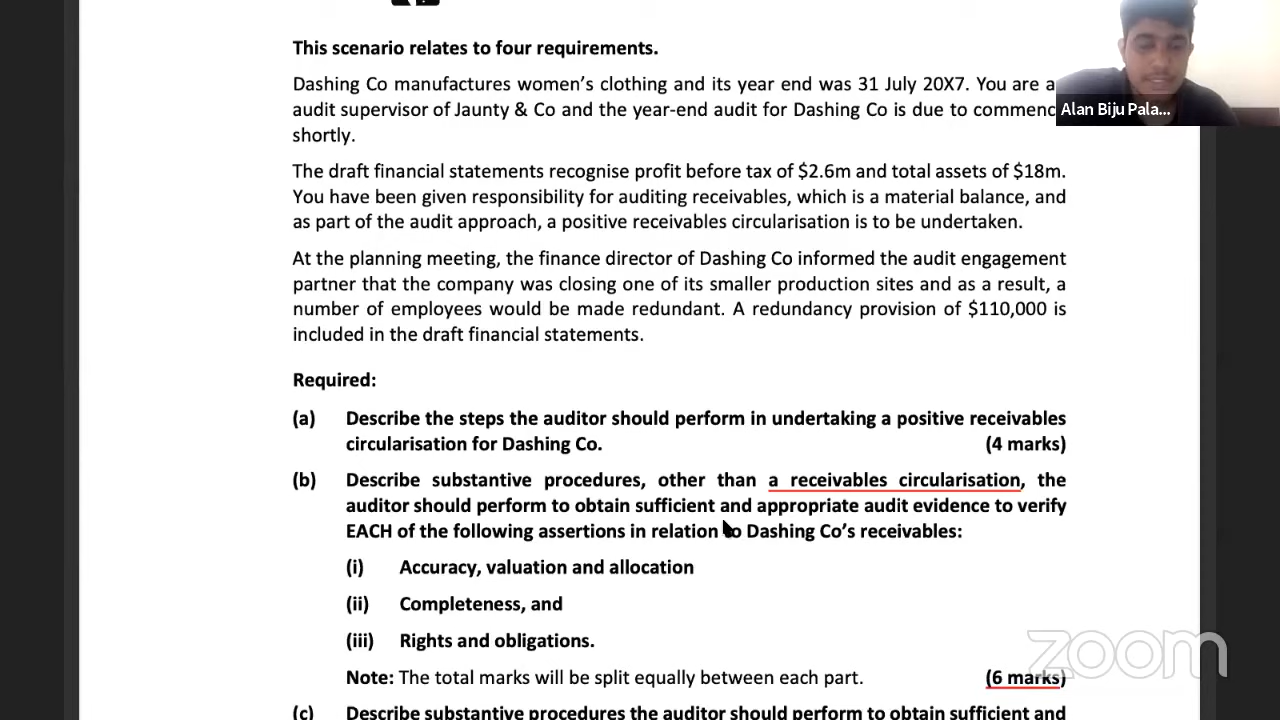 This scenario relates to four requirements.
Dashing Co manufactures women's clothing and its year end was 31 July 20X7. You are a
audit supervisor of Jaunty & Co and the year-end audit for Dashing Co is due to commenc
shortly.
Alan Biju Pala...
The draft financial statements recognise profit before tax of $2.6m and total assets of $18m.
You have been given responsibility for auditing receivables, which is a material balance, and
as part of the audit approach, a positive receivables circularisation is to be undertaken.
At the planning meeting, the finance director of Dashing Co informed the audit engagement
partner that the company was closing one of its smaller production sites and as a result, a
number of employees would be made redundant. A redundancy provision of $110,000 is
included in the draft financial statements.
Required:
(a) Describe the steps the auditor should perform in undertaking a positive receivables
circularisation for Dashing Co. (4 marks)
(b) Describe substantive procedures, other than a receivables circularisation, the
auditor should perform to obtain sufficient and appropriate audit evidence to verify
EACH of the following assertions in relation to Dashing Co's receivables:
(i) Accuracy, valuation and allocation
(ii) Completeness, and
(iii) Rights and obligations.
Note: The total marks will be split equally between each part. (6 marks)
zoom
(c) Describe substantive procedures the auditor should perform to obtain sufficient and